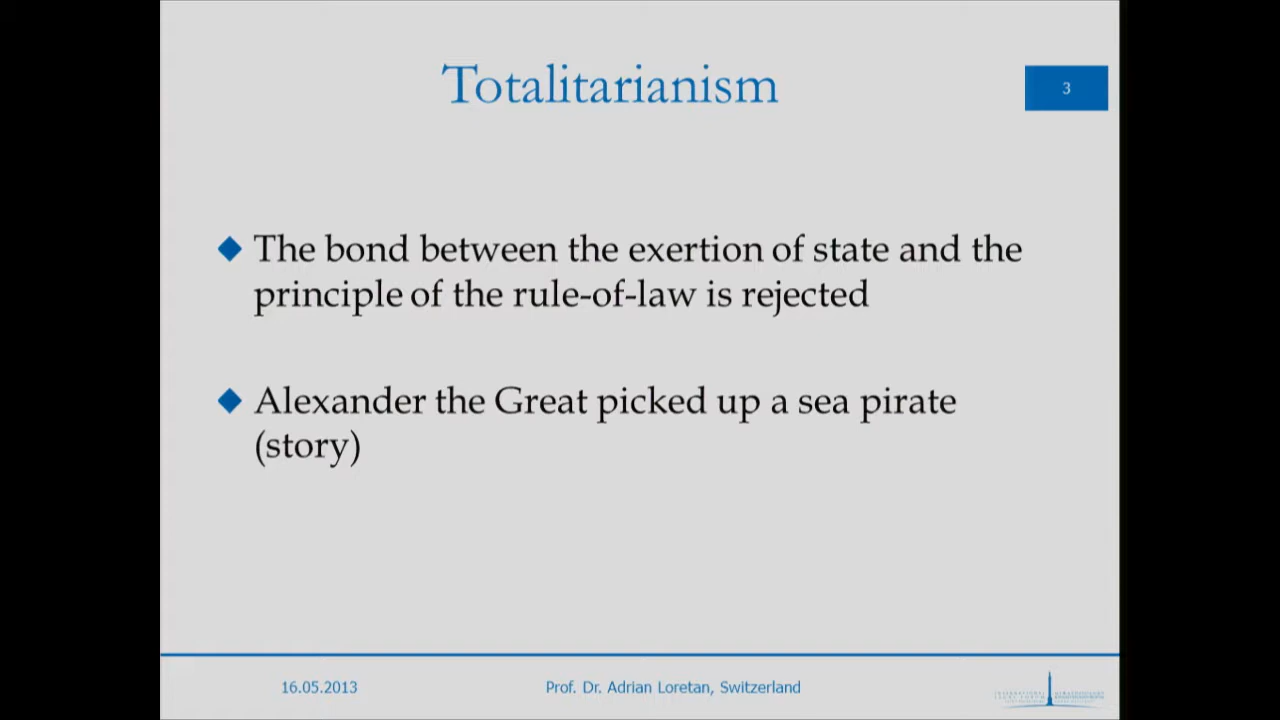 Totalitarianism
3
The bond between the exertion of state and the
principle of the rule-of-law is rejected
Alexander the Great picked up a sea pirate
(story)
16.05.2013
Prof. Dr. Adrian Loretan, Switzerland